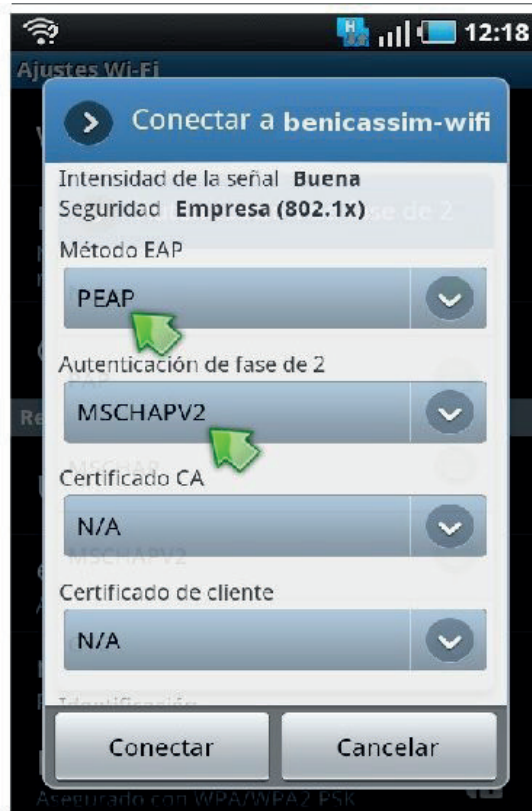 12:18
Ajustes Wi-Fi
Conectar a benicassim-wifi
Intensidad de la señal Buena
Seguridad Empresa (802.1x)
Método EAP
PEAP
Autenticación de fase de 2
MSCHAPV2
Certificado CA
N/A
MSCHAPV2
Certificado de cliente
N/A
Identificación
Conectar
Cancelar
Asegurado con WPA/WPA2 PSK